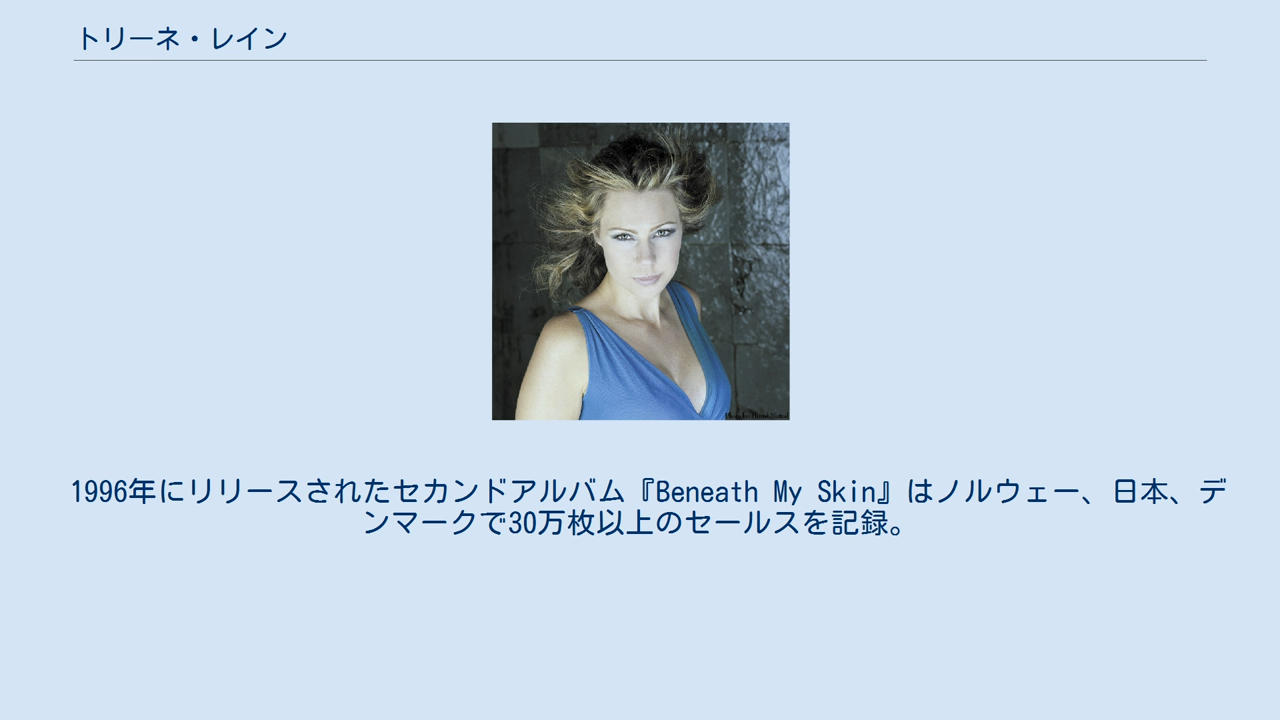 トリーネ・レイン
1996年にリリースされたセカンドアルバム『Beneath My Skin』はノルウェー、日本、デ
ンマークで30万枚以上のセールスを記録。